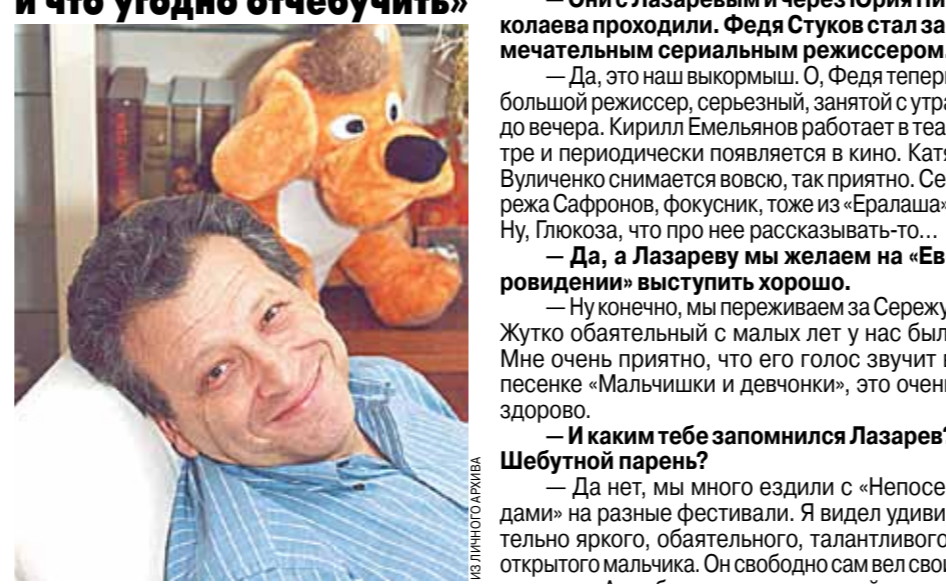 и что угодно отчебучить»
ИЗ ЛИЧНОГО АРХИВА
— Они с Лазаревым и через Юрия Ни
колаева проходили. Федя Стуков стал за
мечательным сериальным режиссером.
— Да, это наш выкормыш. О, Федя теперь
большой режиссер, серьезный, занятой с утра
до вечера. Кирилл Емельянов работает в теа
тре и периодически появляется в кино. Катя
Вуличенко снимается вовсю, так приятно. Се
режа Сафронов, фокусник, тоже из «Ералаша»
Ну, Глюкоза, что про нее рассказывать-то…
— Да, а Лазареву мы желаем на «Ев
ровидении» выступить хорошо.
— Ну конечно, мы переживаем за Сережу
Жутко обаятельный с малых лет у нас был
Мне очень приятно, что его голос звучит в
песенке «Мальчишки и девчонки», это очень
здорово.
— И каким тебе запомнился Лазарев?
Шебутной парень?
— Да нет, мы много ездили с «Непосе
дами» на разные фестивали. Я видел удиви
тельно яркого, обаятельного, талантливого
открытого мальчика. Он свободно сам вел свои